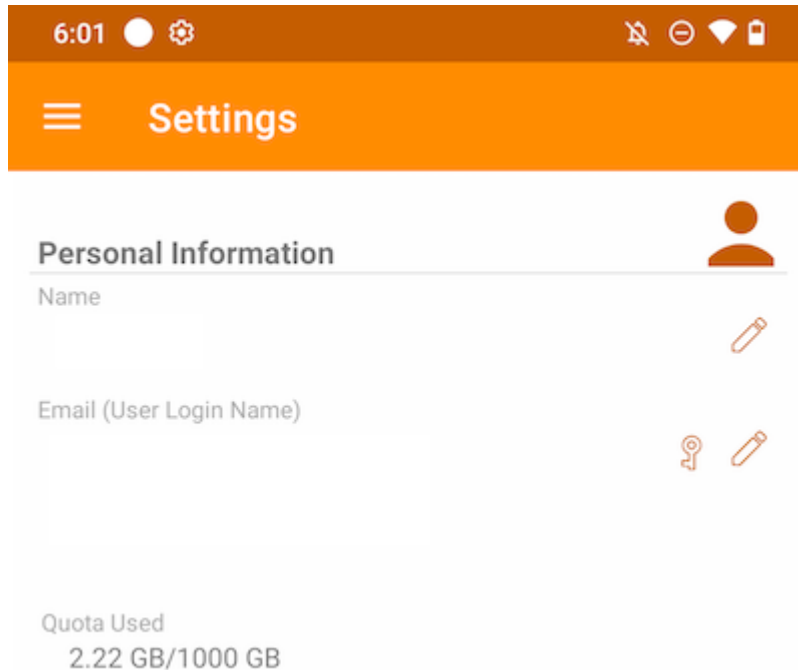 6:01
Settings
Personal Information
Name
Email (User Login Name)
Quota Used
2.22 GB/1000 GB